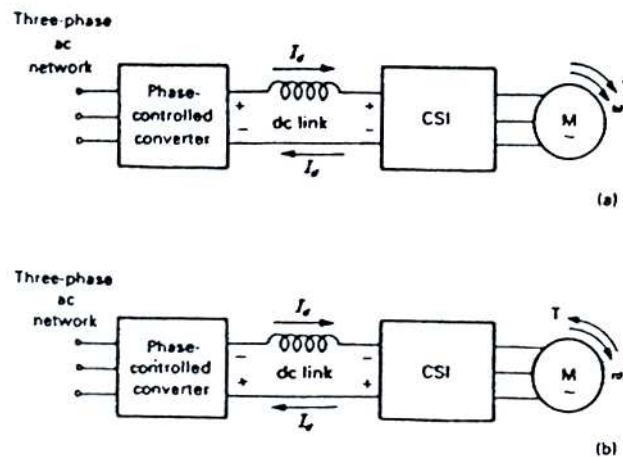 Three-phase
ac
network
Phase-
controlled
converter
I_d
+ +
− −
dc link
I_d
CSI
M
~
(a)
Three-phase
ac
network
Phase-
controlled
converter
I_d
− −
+ +
dc link
I_d
CSI
T
M
~
(b)